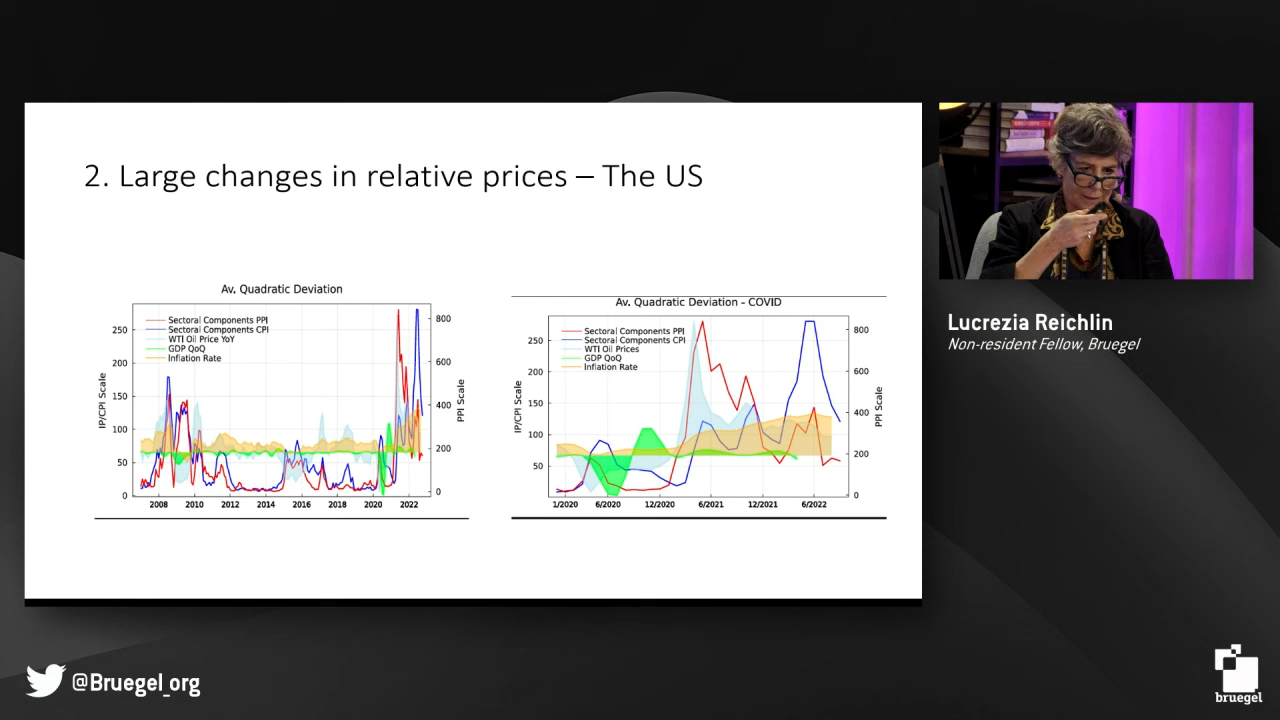 2. Large changes in relative prices – The US
Av. Quadratic Deviation
Sectoral Components PPI
Sectoral Components CPI
WTI Oil Price YoY
GDP QoQ
Inflation Rate
IP/CPI Scale
250
200
150
100
50
0
800
600
400
200
0
PPI Scale
2008 2010 2012 2014 2016 2018 2020 2022
Av. Quadratic Deviation - COVID
Sectoral Components PPI
Sectoral Components CPI
WTI Oil Prices
GDP QoQ
Inflation Rate
IP/CPI Scale
250
200
150
100
50
800
600
400
200
0
PPI Scale
1/2020 6/2020 12/2020 6/2021 12/2021 6/2022
Lucrezia Reichlin
Non-resident Fellow, Bruegel
@Bruegel_org
bruegel